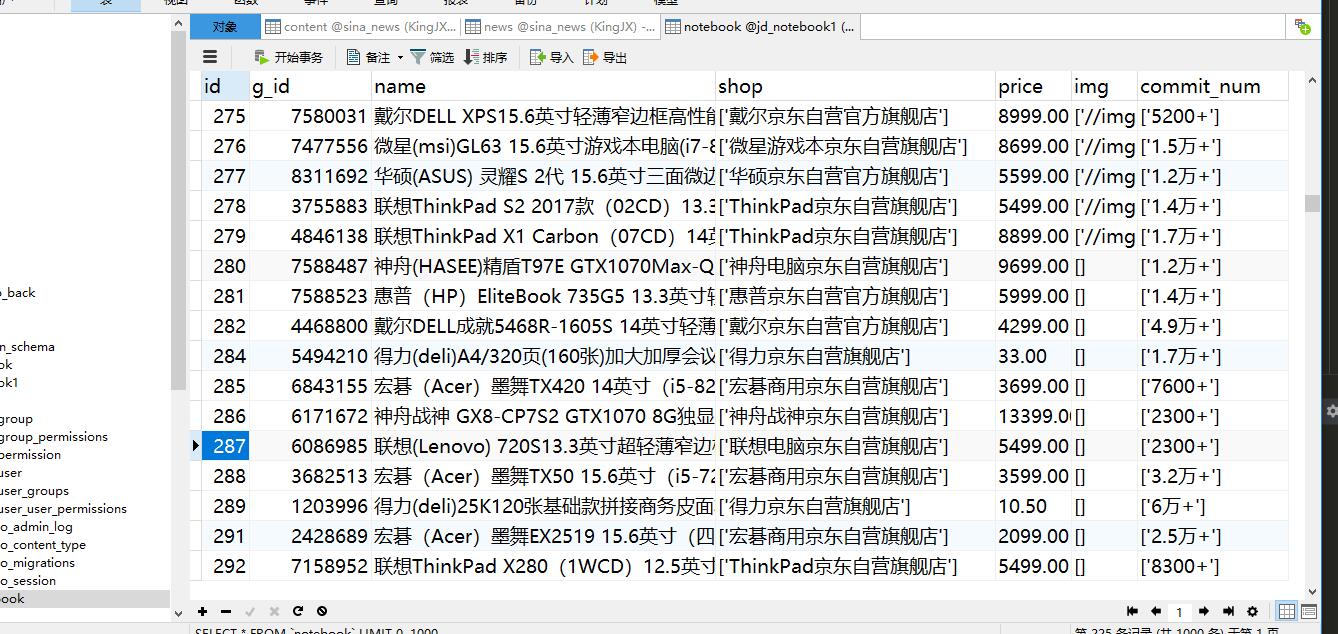 对象
content @sina_news (KingJX...
news @sina_news (KingJX) -...
notebook @jd_notebook1 (...
开始事务 备注 筛选 排序 导入 导出
id g_id name shop price img commit_num
275 7580031 戴尔DELL XPS15.6英寸轻薄窄边框高性能 ['戴尔京东自营官方旗舰店'] 8999.00 ['//img ['5200+']
276 7477556 微星(msi)GL63 15.6英寸游戏本电脑(i7-8 ['微星游戏本京东自营旗舰店'] 8699.00 ['//img ['1.5万+']
277 8311692 华硕(ASUS) 灵耀S 2代 15.6英寸三面微边 ['华硕京东自营官方旗舰店'] 5599.00 ['//img ['1.2万+']
278 3755883 联想ThinkPad S2 2017款（02CD）13.3 ['ThinkPad京东自营旗舰店'] 5499.00 ['//img ['1.4万+']
279 4846138 联想ThinkPad X1 Carbon（07CD）14英 ['ThinkPad京东自营旗舰店'] 8899.00 ['//img ['1.7万+']
280 7588487 神舟(HASEE)精盾T97E GTX1070Max-Q ['神舟电脑京东自营旗舰店'] 9699.00 [] ['1.2万+']
281 7588523 惠普（HP）EliteBook 735G5 13.3英寸轻 ['惠普京东自营官方旗舰店'] 5999.00 [] ['1.4万+']
282 4468800 戴尔DELL成就5468R-1605S 14英寸轻薄 ['戴尔京东自营官方旗舰店'] 4299.00 [] ['4.9万+']
284 5494210 得力(deli)A4/320页(160张)加大加厚会议 ['得力京东自营旗舰店'] 33.00 [] ['1.7万+']
285 6843155 宏碁（Acer）墨舞TX420 14英寸（i5-82 ['宏碁商用京东自营旗舰店'] 3699.00 [] ['7600+']
286 6171672 神舟战神 GX8-CP7S2 GTX1070 8G独显 ['神舟战神京东自营旗舰店'] 13399.0 [] ['2300+']
287 6086985 联想(Lenovo) 720S13.3英寸超轻薄窄边 ['联想电脑京东自营旗舰店'] 5499.00 [] ['2300+']
288 3682513 宏碁（Acer）墨舞TX50 15.6英寸（i5-72 ['宏碁商用京东自营旗舰店'] 3599.00 [] ['3.2万+']
289 1203996 得力(deli)25K120张基础款拼接商务皮面 ['得力京东自营旗舰店'] 10.50 [] ['6万+']
291 2428689 宏碁（Acer）墨舞EX2519 15.6英寸（四 ['宏碁商用京东自营旗舰店'] 2099.00 [] ['2.5万+']
292 7158952 联想ThinkPad X280（1WCD）12.5英寸 ['ThinkPad京东自营旗舰店'] 5499.00 [] ['8300+']
o_back
n_schema
ok
ok1
group
group_permissions
permission
user
user_groups
user_user_permissions
o_admin_log
o_content_type
o_migrations
o_session
book
1
SELECT * FROM `notebook` LIMIT 0, 1000
第 225 条记录 (共 1000 条) 于第 1 页